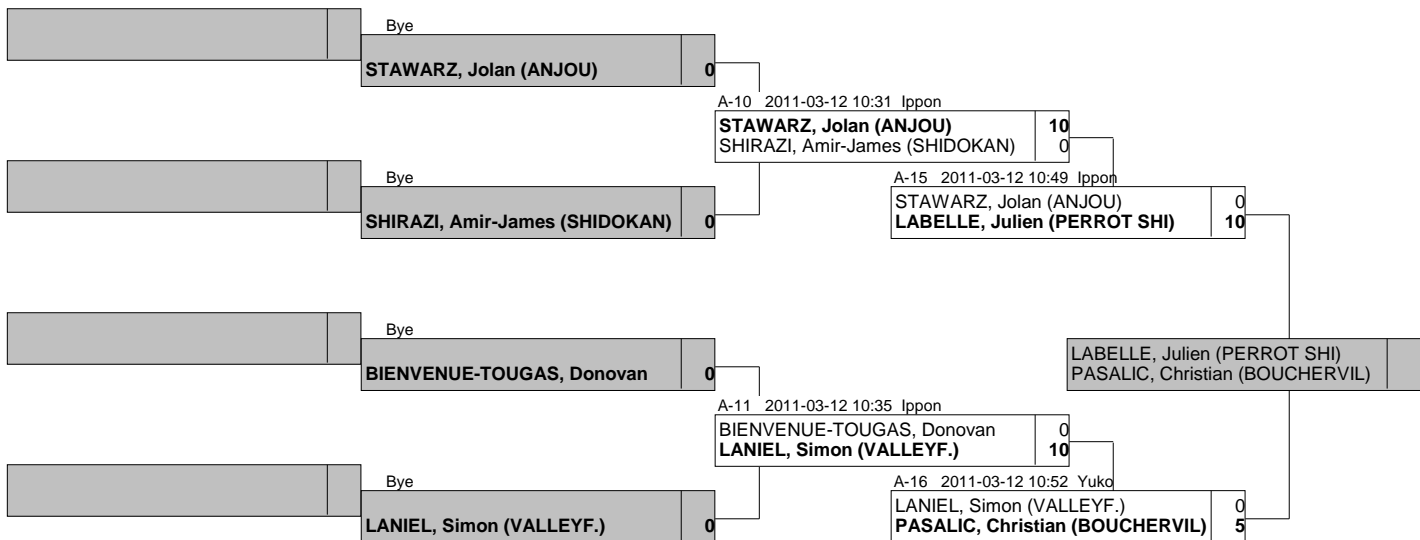 Bye
STAWARZ, Jolan (ANJOU) 0
A-10 2011-03-12 10:31 Ippon
STAWARZ, Jolan (ANJOU) 10
SHIRAZI, Amir-James (SHIDOKAN) 0
Bye
SHIRAZI, Amir-James (SHIDOKAN) 0
A-15 2011-03-12 10:49 Ippon
STAWARZ, Jolan (ANJOU) 0
LABELLE, Julien (PERROT SHI) 10
Bye
BIENVENUE-TOUGAS, Donovan 0
LABELLE, Julien (PERROT SHI)
PASALIC, Christian (BOUCHERVIL)
A-11 2011-03-12 10:35 Ippon
BIENVENUE-TOUGAS, Donovan 0
LANIEL, Simon (VALLEYF.) 10
Bye
LANIEL, Simon (VALLEYF.) 0
A-16 2011-03-12 10:52 Yuko
LANIEL, Simon (VALLEYF.) 0
PASALIC, Christian (BOUCHERVIL) 5